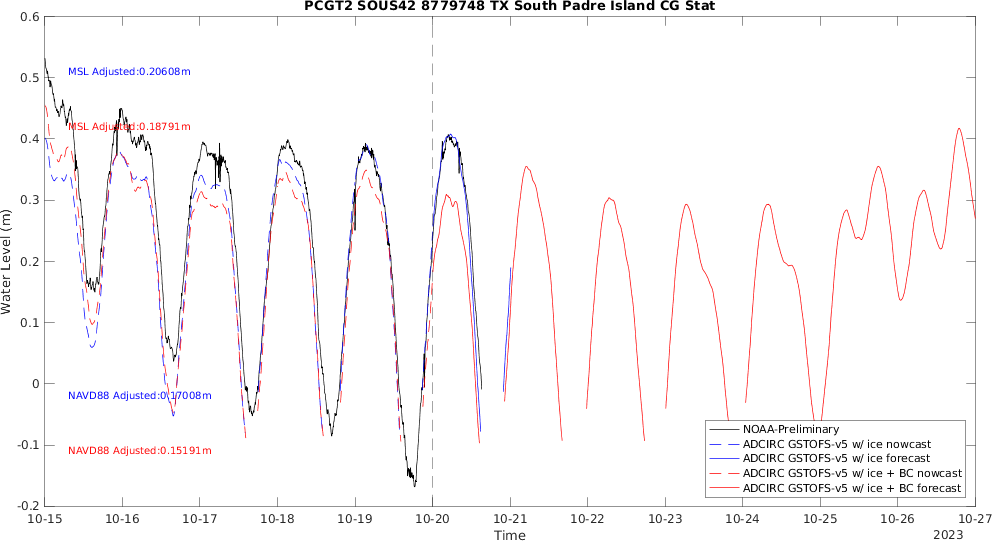 PCGT2 SOUS42 8779748 TX South Padre Island CG Stat
0.6
0.5
0.4
0.3
0.2
0.1
0
-0.1
-0.2
Water Level (m)
MSL Adjusted:0.20608m
MSL Adjusted:0.18791m
NAVD88 Adjusted:0.17008m
NAVD88 Adjusted:0.15191m
NOAA-Preliminary
ADCIRC GSTOFS-v5 w/ ice nowcast
ADCIRC GSTOFS-v5 w/ ice forecast
ADCIRC GSTOFS-v5 w/ ice + BC nowcast
ADCIRC GSTOFS-v5 w/ ice + BC forecast
10-15 10-16 10-17 10-18 10-19 10-20 10-21 10-22 10-23 10-24 10-25 10-26 10-27
Time
2023